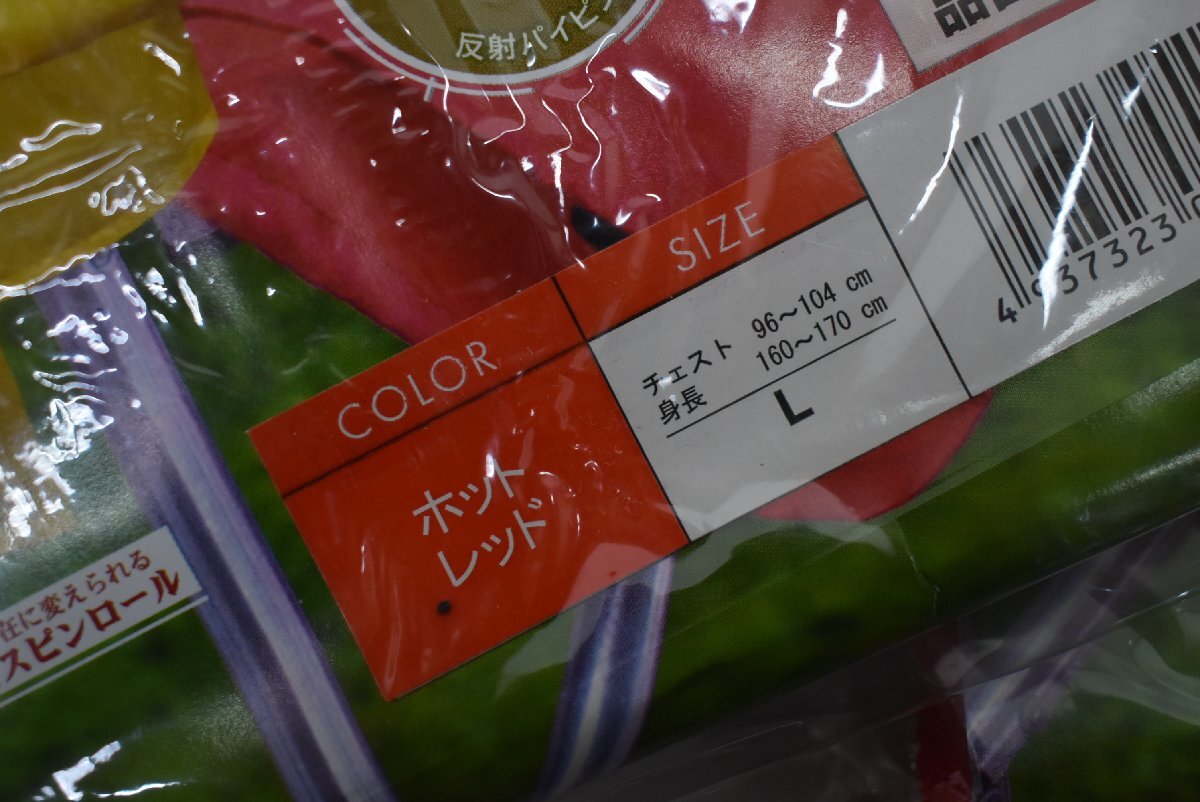 反射パイピン
COLOR
ホット
レッド
SIZE
チェスト 96～104 cm
身長 160～170 cm
L
4 937323
在に変えられる
スピンロール